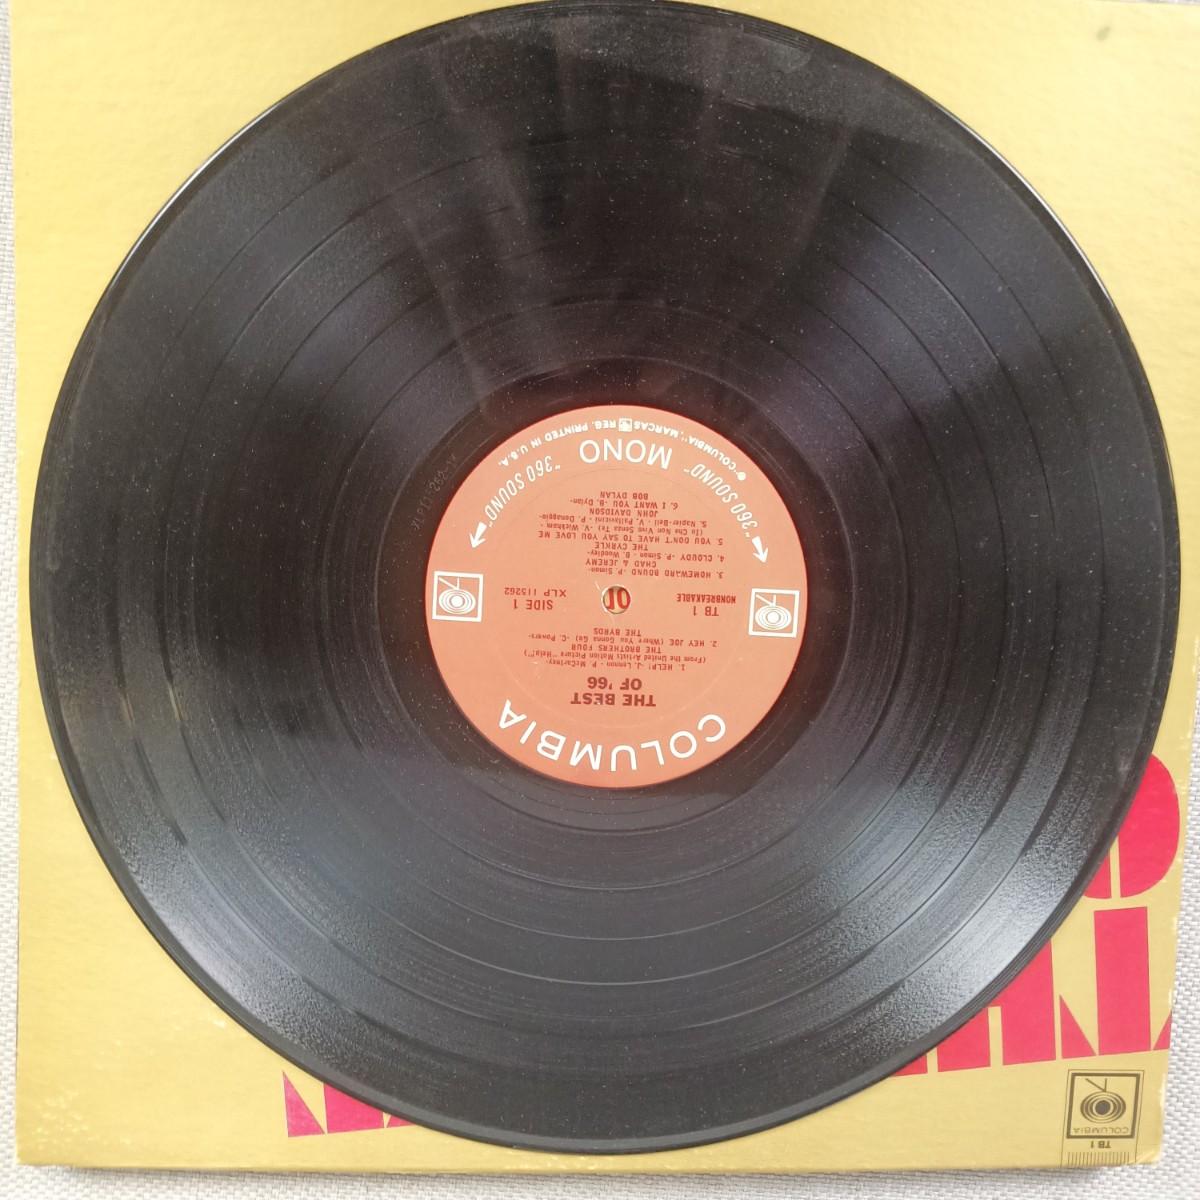 COLUMBIA
THE BEST
OF '66
1. HELP! -J. Lennon - P. McCartney-
(From the United Artists Motion Picture "Help!")
THE BROTHERS FOUR
2. HEY JOE (Where You Gonna Go) -C. Powers-
THE BYRDS
TB 1
NONBREAKABLE
SIDE 1
XLP 115262
3. HOMEWARD BOUND -P. Simon-
CHAD & JEREMY
4. CLOUDY -P. Simon - B. Woodley-
THE CYRKLE
5. YOU DON'T HAVE TO SAY YOU LOVE ME
(Io Che Non Vivo Senza Te) -V. Wickham -
S. Napier-Bell - V. Pallavicini - P. Donaggio-
JOHN DAVIDSON
6. I WANT YOU -B. Dylan-
BOB DYLAN
"360 SOUND" MONO "360 SOUND"
"COLUMBIA", MARCAS REG. PRINTED IN U.S.A.
TB 1
COLUMBIA